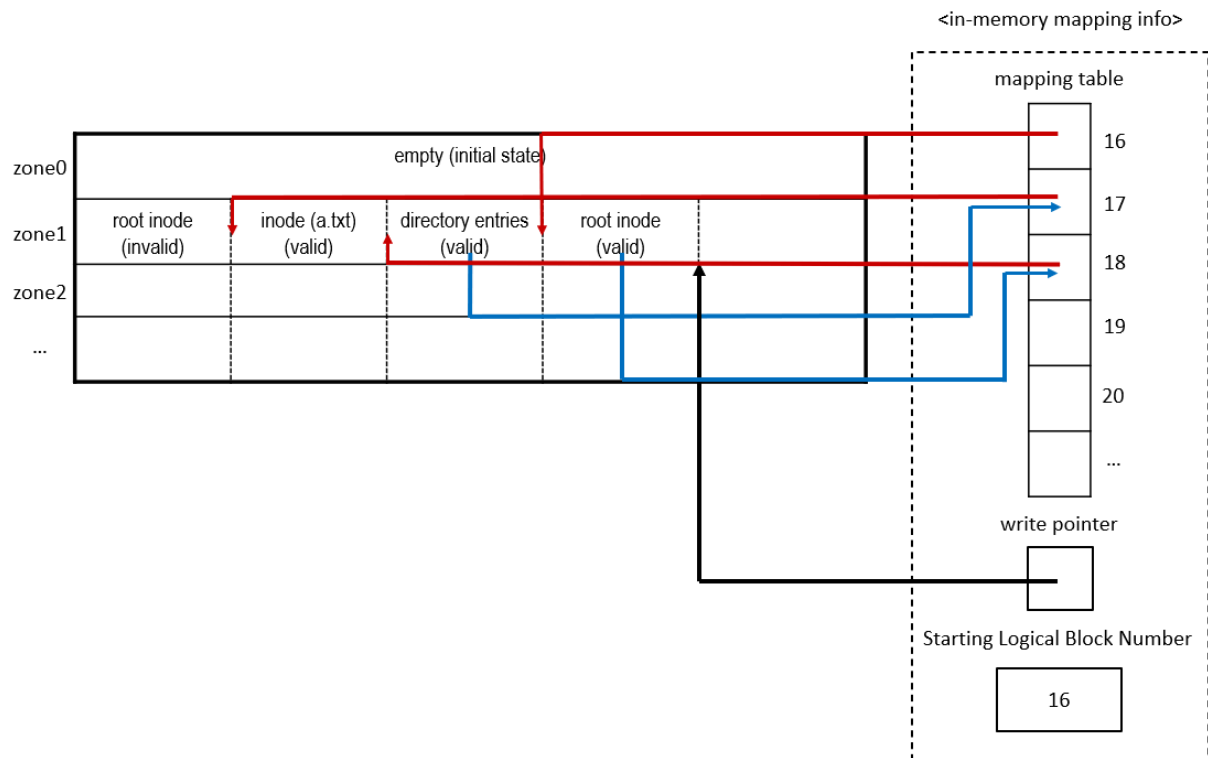 <in-memory mapping info>
mapping table
zone0
empty (initial state)
16
zone1
root inode
(invalid)
inode (a.txt)
(valid)
directory entries
(valid)
root inode
(valid)
17
zone2
18
...
19
20
...
write pointer
Starting Logical Block Number
16